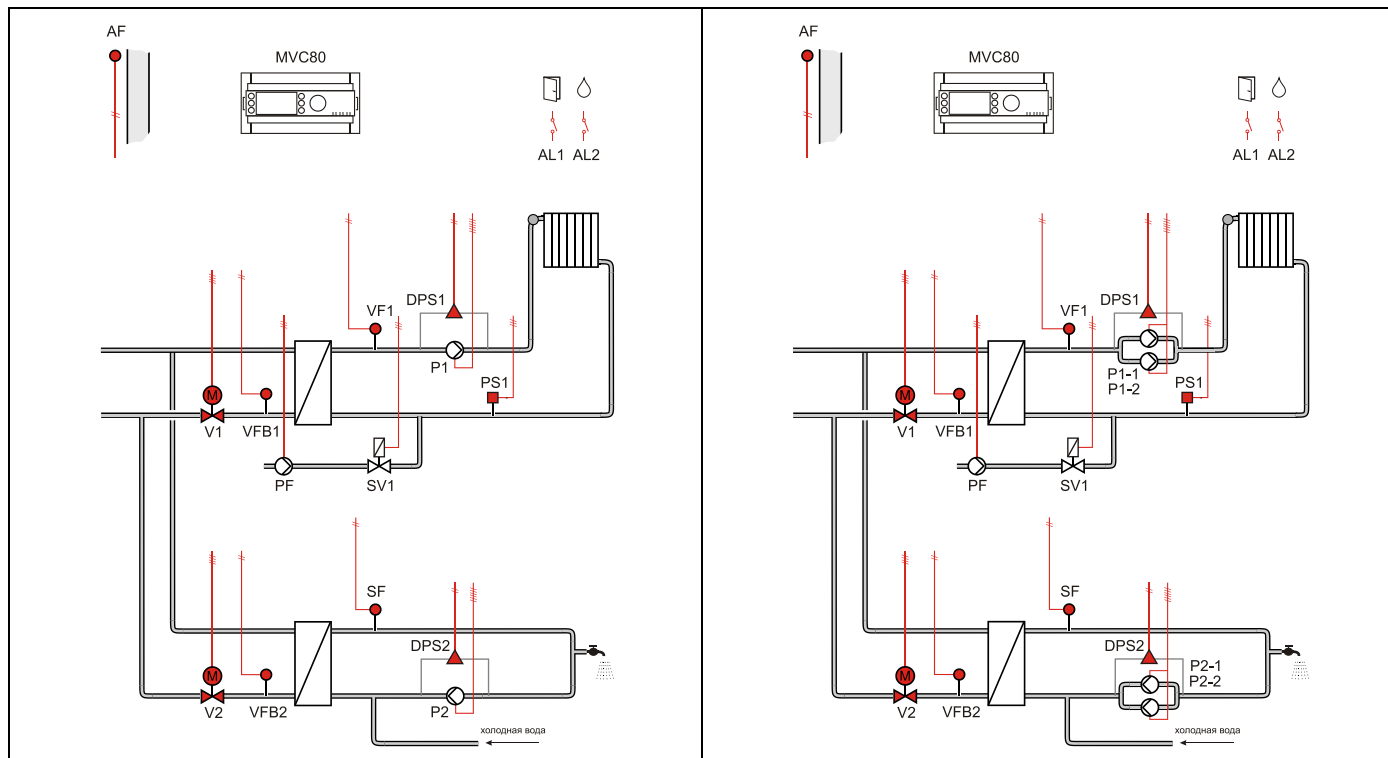 AF
MVC80
AL1 AL2
DPS1
VF1
P1
PS1
V1
VFB1
PF
SV1
SF
DPS2
M
M
V2
VFB2
P2
холодная вода
AF
MVC80
AL1 AL2
DPS1
VF1
P1-1
P1-2
PS1
M
V1
VFB1
PF
SV1
SF
DPS2
P2-1
P2-2
M
V2
VFB2
холодная вода